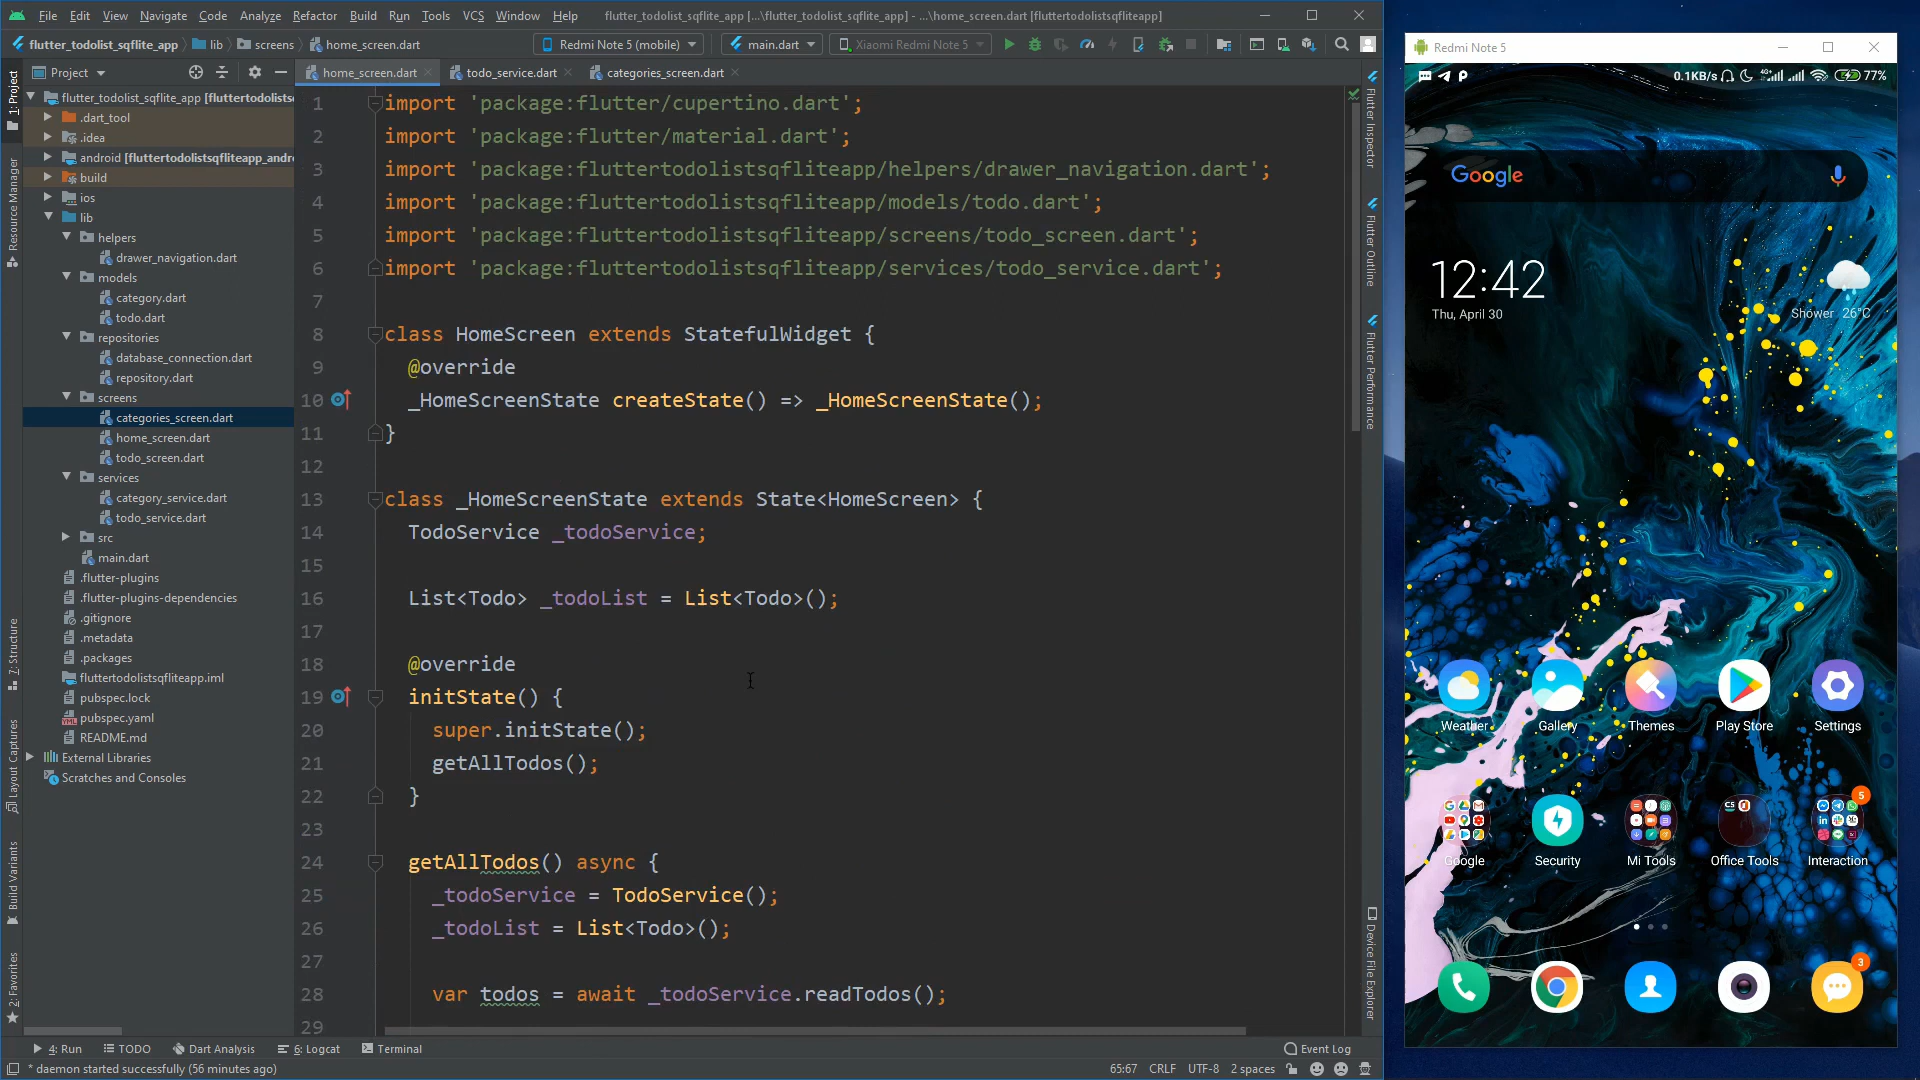 File Edit View Navigate Code Analyze Refactor Build Run Tools VCS Window Help flutter_todolist_sqflite_app [...\flutter_todolist_sqflite_app] - ...\home_screen.dart [fluttertodolistsqfliteapp]
flutter_todolist_sqflite_app lib screens home_screen.dart Redmi Note 5 (mobile) main.dart Xiaomi Redmi Note 5
Project
home_screen.dart todo_service.dart categories_screen.dart
1: Project
Resource Manager
7: Structure
Layout Captures
Build Variants
2: Favorites
flutter_todolist_sqflite_app [fluttertodolists
.dart_tool
.idea
android [fluttertodolistsqfliteapp_andro
build
ios
lib
helpers
drawer_navigation.dart
models
category.dart
todo.dart
repositories
database_connection.dart
repository.dart
screens
categories_screen.dart
home_screen.dart
todo_screen.dart
services
category_service.dart
todo_service.dart
src
main.dart
.flutter-plugins
.flutter-plugins-dependencies
.gitignore
.metadata
.packages
fluttertodolistsqfliteapp.iml
pubspec.lock
pubspec.yaml
README.md
External Libraries
Scratches and Consoles
1 import 'package:flutter/cupertino.dart';
2 import 'package:flutter/material.dart';
3 import 'package:fluttertodolistsqfliteapp/helpers/drawer_navigation.dart';
4 import 'package:fluttertodolistsqfliteapp/models/todo.dart';
5 import 'package:fluttertodolistsqfliteapp/screens/todo_screen.dart';
6 import 'package:fluttertodolistsqfliteapp/services/todo_service.dart';
7
8 class HomeScreen extends StatefulWidget {
9 @override
10 _HomeScreenState createState() => _HomeScreenState();
11 }
12
13 class _HomeScreenState extends State<HomeScreen> {
14 TodoService _todoService;
15
16 List<Todo> _todoList = List<Todo>();
17
18 @override
19 initState() {
20 super.initState();
21 getAllTodos();
22 }
23
24 getAllTodos() async {
25 _todoService = TodoService();
26 _todoList = List<Todo>();
27
28 var todos = await _todoService.readTodos();
29
Flutter Inspector
Flutter Outline
Flutter Performance
Device File Explorer
4: Run TODO Dart Analysis 6: Logcat Terminal Event Log
* daemon started successfully (56 minutes ago) 65:67 CRLF UTF-8 2 spaces
Redmi Note 5
0.1KB/s 4G 77%
Google
12:42
Thu, April 30
Shower 26°C
Weather Gallery Themes Play Store Settings
5
Google Security Mi Tools Office Tools Interaction
3